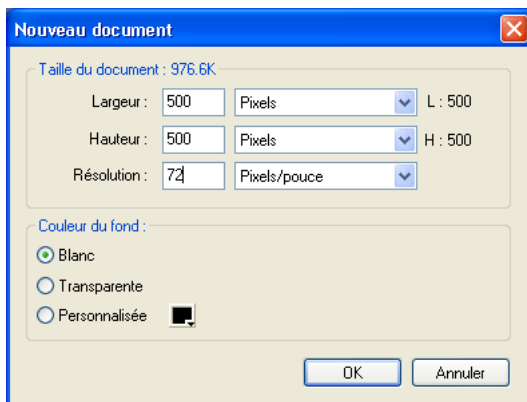 Nouveau document
Taille du document : 976.6K
Largeur : 500 Pixels L : 500
Hauteur : 500 Pixels H : 500
Résolution : 72 Pixels/pouce
Couleur du fond :
Blanc
Transparente
Personnalisée
OK Annuler